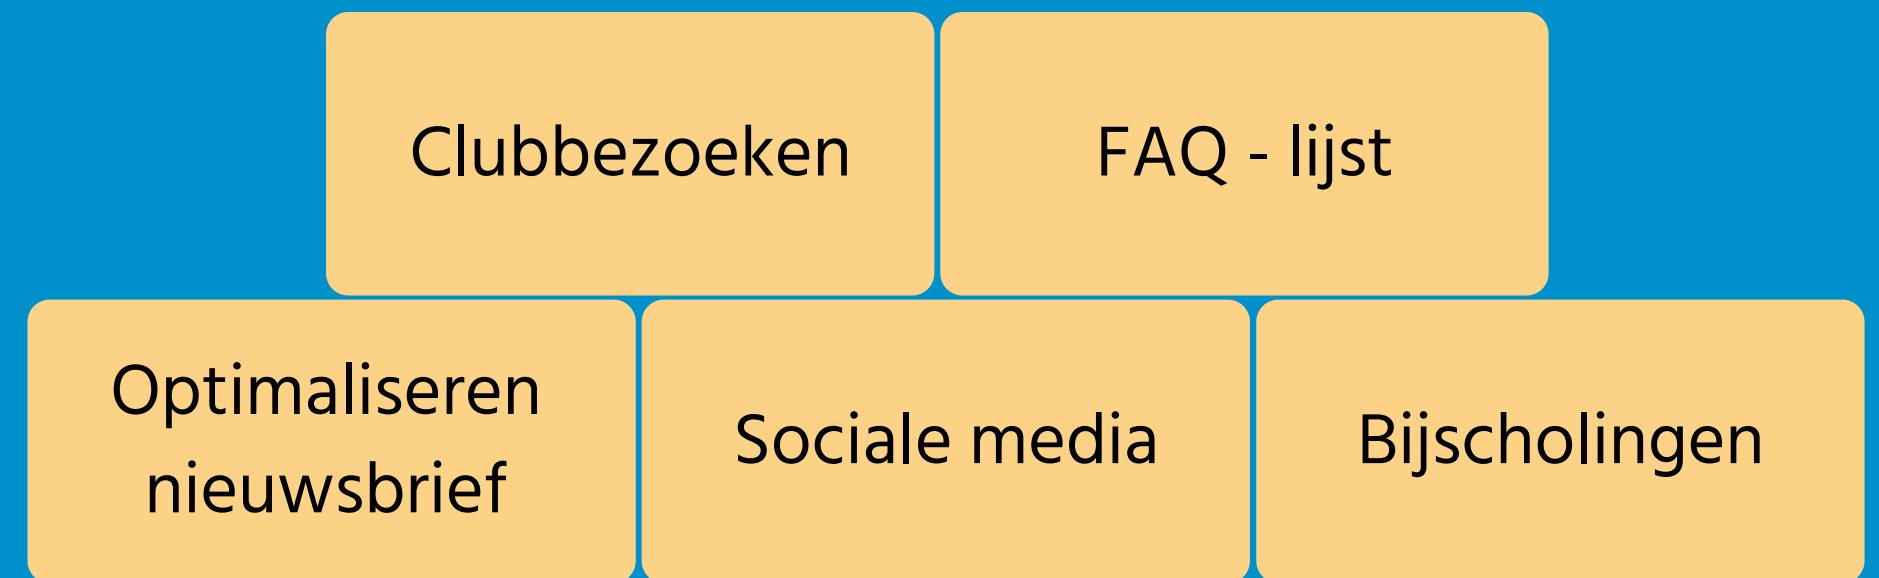 Clubbezoeken
FAQ - lijst
Optimaliseren
nieuwsbrief
Sociale media
Bijscholingen